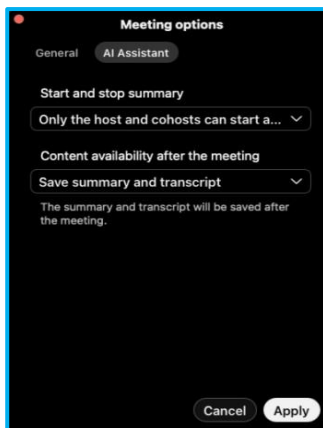 Meeting options
General AI Assistant
Start and stop summary
Only the host and cohosts can start a...
Content availability after the meeting
Save summary and transcript
The summary and transcript will be saved after
the meeting.
Cancel Apply